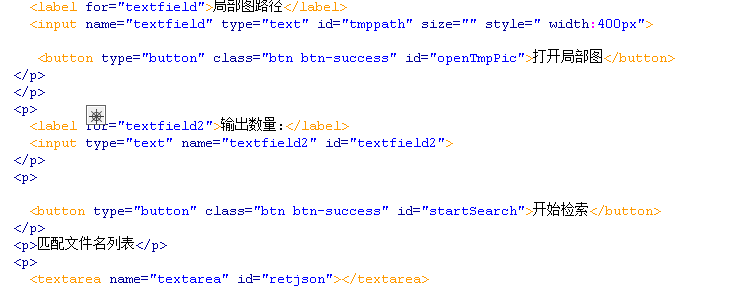 <label for="textfield">局部图路径</label>
<input name="textfield" type="text" id="tmppath" size="" style=" width:400px">
<button type="button" class="btn btn-success" id="openTmpPic">打开局部图</button>
</p>
</p>
<p>
<label for="textfield2">输出数量:</label>
<input type="text" name="textfield2" id="textfield2">
</p>
<p>
<button type="button" class="btn btn-success" id="startSearch">开始检索</button>
</p>
<p>匹配文件名列表</p>
<p>
<textarea name="textarea" id="retjson"></textarea>